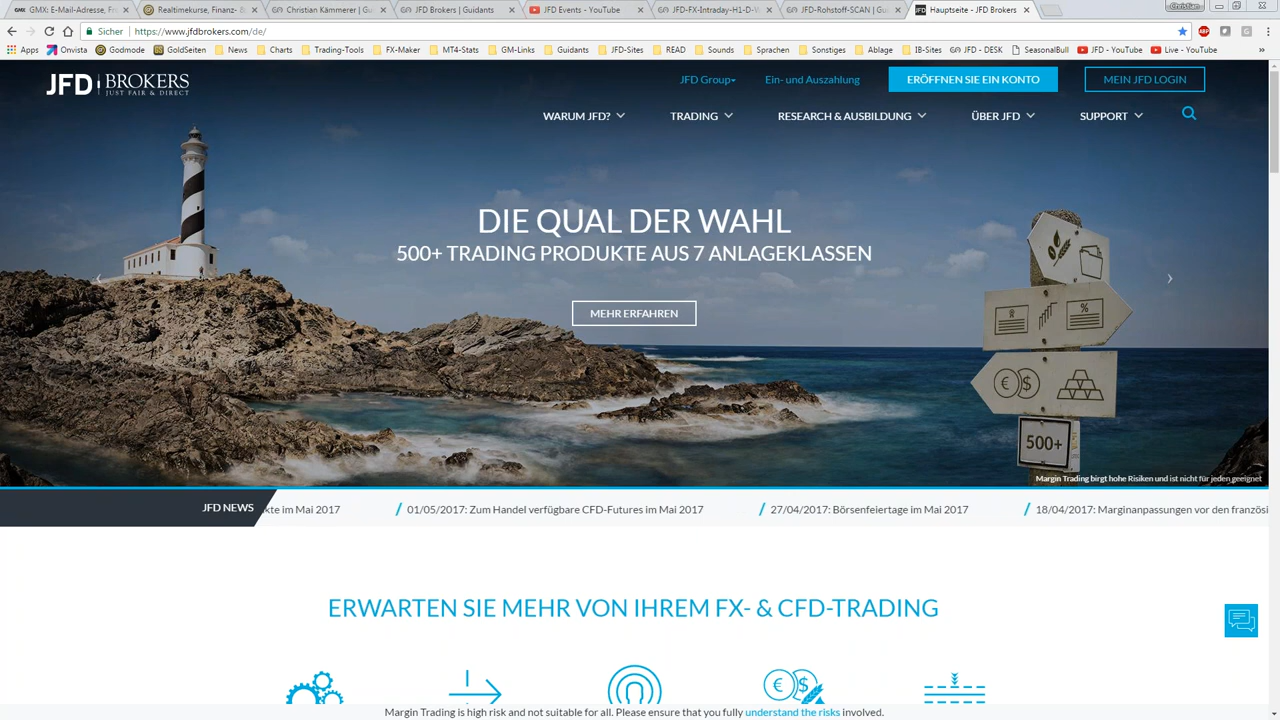 GMX: E-Mail-Adresse, Fr
Realtimekurse, Finanz- &
Christian Kämmerer | Gui
JFD Brokers | Guidants
JFD Events - YouTube
JFD-FX-Intraday-H1-D-W
JFD-Rohstoff-SCAN | Gui
Hauptseite - JFD Brokers
Christian
Sicher
https://www.jfdbrokers.com/de/
Apps Onvista Godmode GoldSeiten News Charts Trading-Tools FX-Maker MT4-Stats GM-Links Guidants JFD-Sites READ Sounds Sprachen Sonstiges Ablage IB-Sites JFD - DESK SeasonalBull JFD - YouTube Live - YouTube »
JFD BROKERS
JUST FAIR & DIRECT
JFD Group Ein- und Auszahlung ERÖFFNEN SIE EIN KONTO MEIN JFD LOGIN
WARUM JFD? TRADING RESEARCH & AUSBILDUNG ÜBER JFD SUPPORT
DIE QUAL DER WAHL
500+ TRADING PRODUKTE AUS 7 ANLAGEKLASSEN
MEHR ERFAHREN
%
€ $
500+
Margin Trading birgt hohe Risiken und ist nicht für jeden geeignet
JFD NEWS kte im Mai 2017 / 01/05/2017: Zum Handel verfügbare CFD-Futures im Mai 2017 / 27/04/2017: Börsenfeiertage im Mai 2017 / 18/04/2017: Marginanpassungen vor den französi
ERWARTEN SIE MEHR VON IHREM FX- & CFD-TRADING
€ $
Margin Trading is high risk and not suitable for all. Please ensure that you fully understand the risks involved.